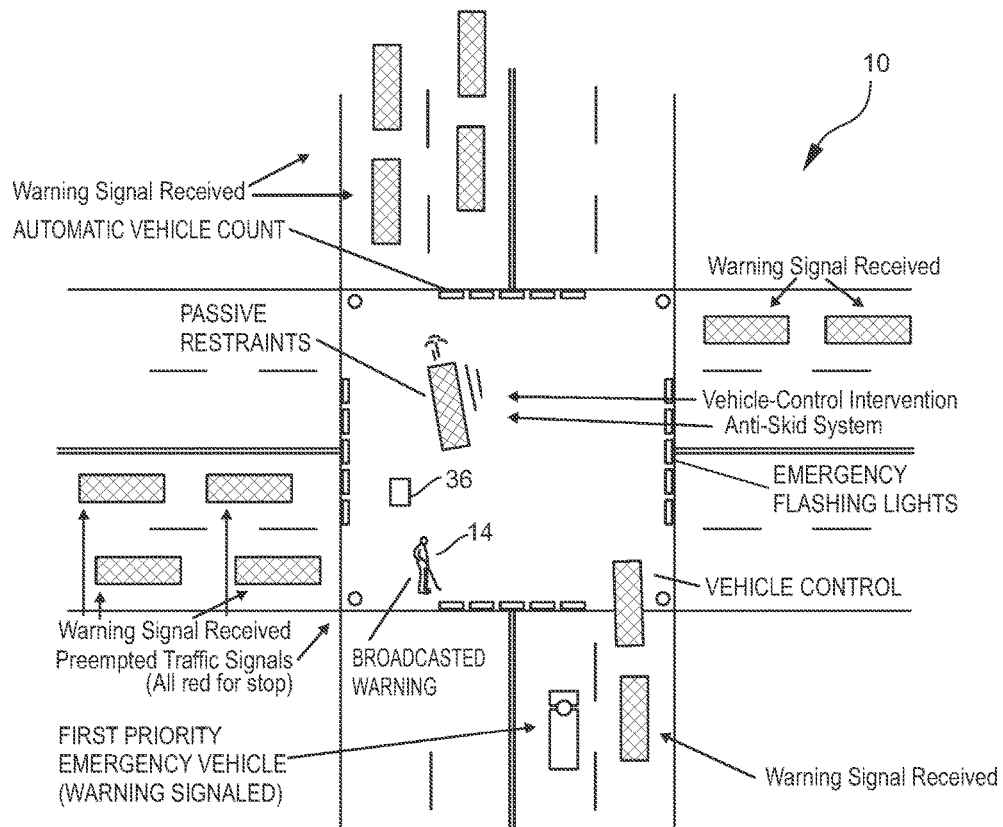 10
Warning Signal Received
AUTOMATIC VEHICLE COUNT
Warning Signal Received
PASSIVE
RESTRAINTS
Vehicle-Control Intervention
Anti-Skid System
36
EMERGENCY
FLASHING LIGHTS
14
VEHICLE CONTROL
Warning Signal Received
Preempted Traffic Signals
(All red for stop)
BROADCASTED
WARNING
FIRST PRIORITY
EMERGENCY VEHICLE
(WARNING SIGNALED)
Warning Signal Received